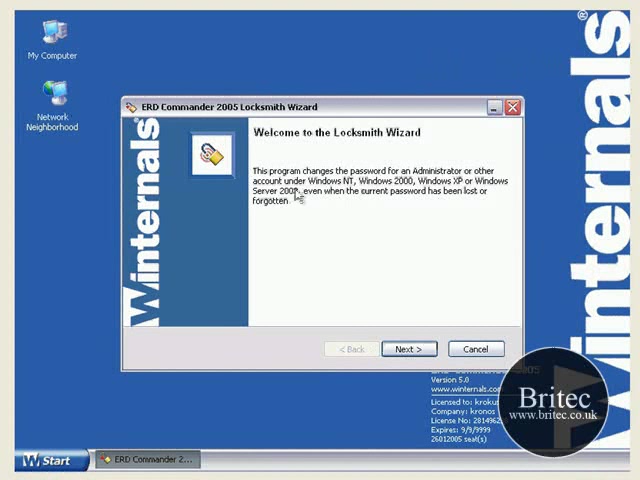 My Computer
Network
Neighborhood
Winternals®
ERD Commander 2005 Locksmith Wizard
Winternals
Welcome to the Locksmith Wizard
This program changes the password for an Administrator or other
account under Windows NT, Windows 2000, Windows XP or Windows
Server 2003, even when the current password has been lost or
forgotten
< Back
Next >
Cancel
2005
Version 5.0
www.winternals.com
Licensed to: krokus
Company: kronos
License No:
Expires: 9/9/9999
26012005 seat(s)
Britec
www.britec.co.uk
Start
ERD Commander 2...